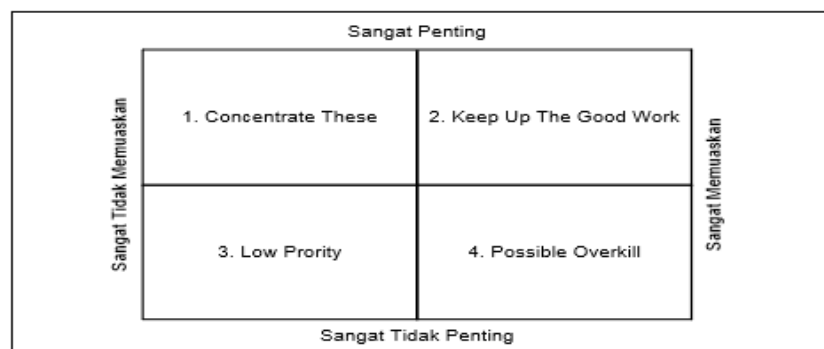 Sangat Penting
Sangat Tidak Memuaskan
1. Concentrate These
2. Keep Up The Good Work
Sangat Memuaskan
3. Low Prority
4. Possible Overkill
Sangat Tidak Penting